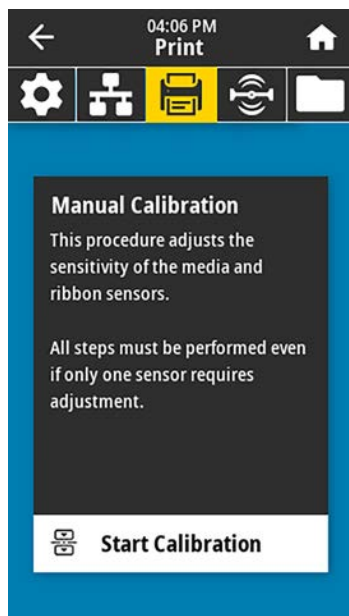 04:06 PM
Print
Manual Calibration
This procedure adjusts the
sensitivity of the media and
ribbon sensors.
All steps must be performed even
if only one sensor requires
adjustment.
Start Calibration